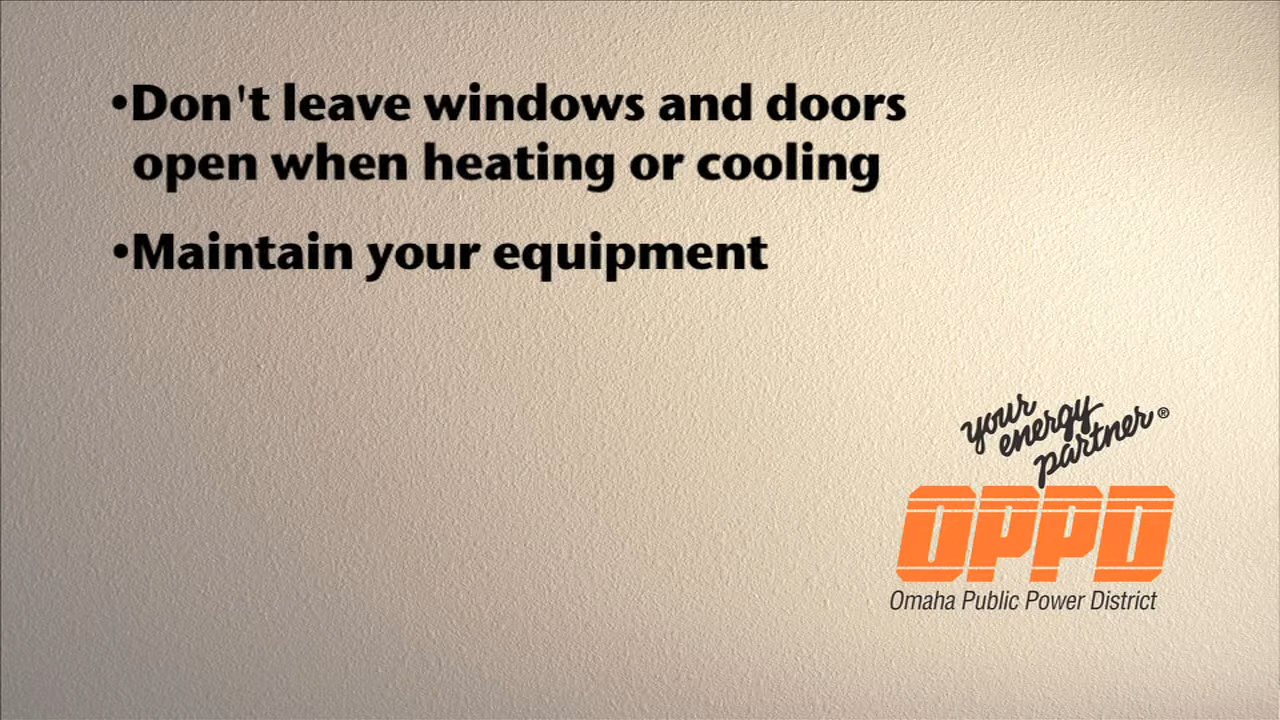 •Don't leave windows and doors
open when heating or cooling
•Maintain your equipment
your
energy
partner®
OPPD
Omaha Public Power District